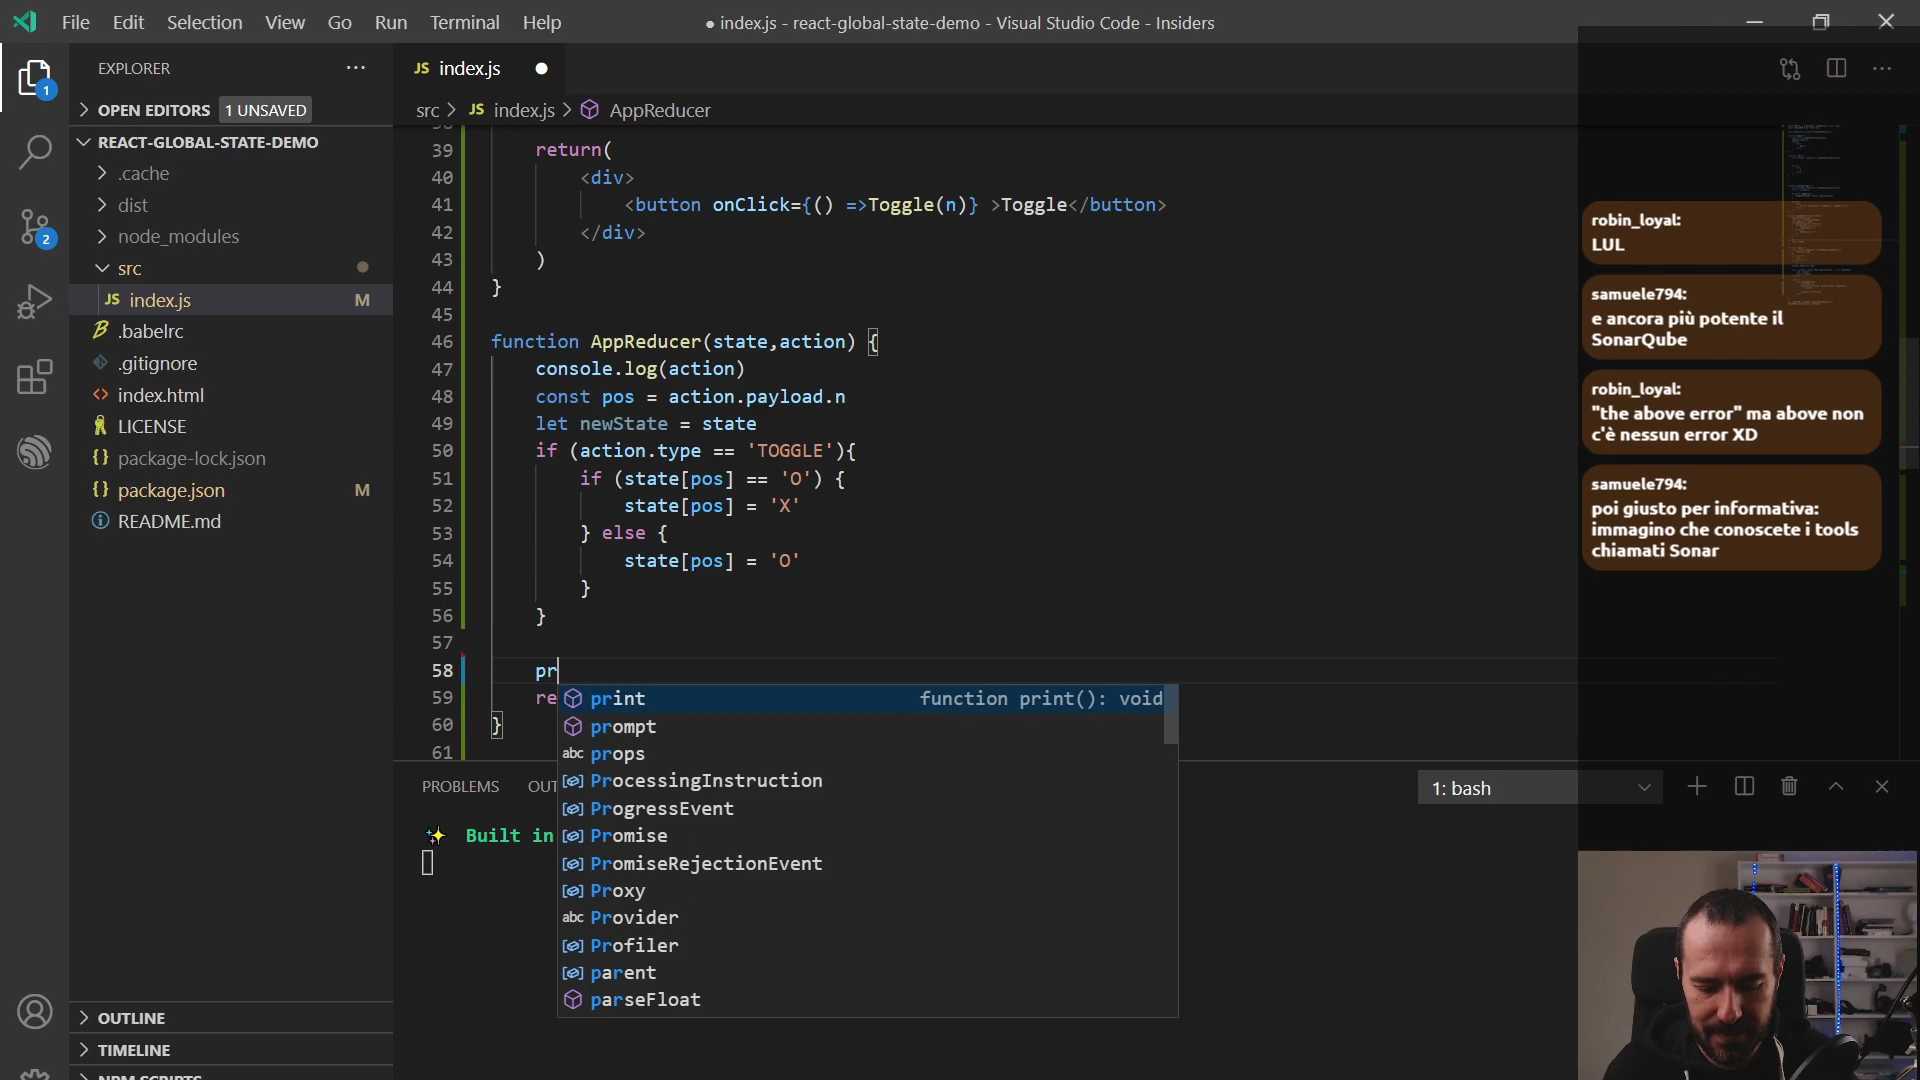 File Edit Selection View Go Run Terminal Help
● index.js - react-global-state-demo - Visual Studio Code - Insiders
EXPLORER
OPEN EDITORS 1 UNSAVED
REACT-GLOBAL-STATE-DEMO
.cache
dist
node_modules
src
JS index.js M
.babelrc
.gitignore
index.html
LICENSE
package-lock.json
package.json M
README.md
OUTLINE
TIMELINE
NPM SCRIPTS
1
2
JS index.js
src > JS index.js > AppReducer
39 return(
40 <div>
41 <button onClick={() =>Toggle(n)} >Toggle</button>
42 </div>
43 )
44 }
45
46 function AppReducer(state,action) {
47 console.log(action)
48 const pos = action.payload.n
49 let newState = state
50 if (action.type == 'TOGGLE'){
51 if (state[pos] == 'O') {
52 state[pos] = 'X'
53 } else {
54 state[pos] = 'O'
55 }
56 }
57
58 pr
59 re
60 }
61
print function print(): void
prompt
abc props
ProcessingInstruction
ProgressEvent
Promise
PromiseRejectionEvent
Proxy
abc Provider
Profiler
parent
parseFloat
PROBLEMS OUT
1: bash
Built in
robin_loyal:
LUL
samuele794:
e ancora più potente il
SonarQube
robin_loyal:
"the above error" ma above non
c'è nessun error XD
samuele794:
poi giusto per informativa:
immagino che conoscete i tools
chiamati Sonar